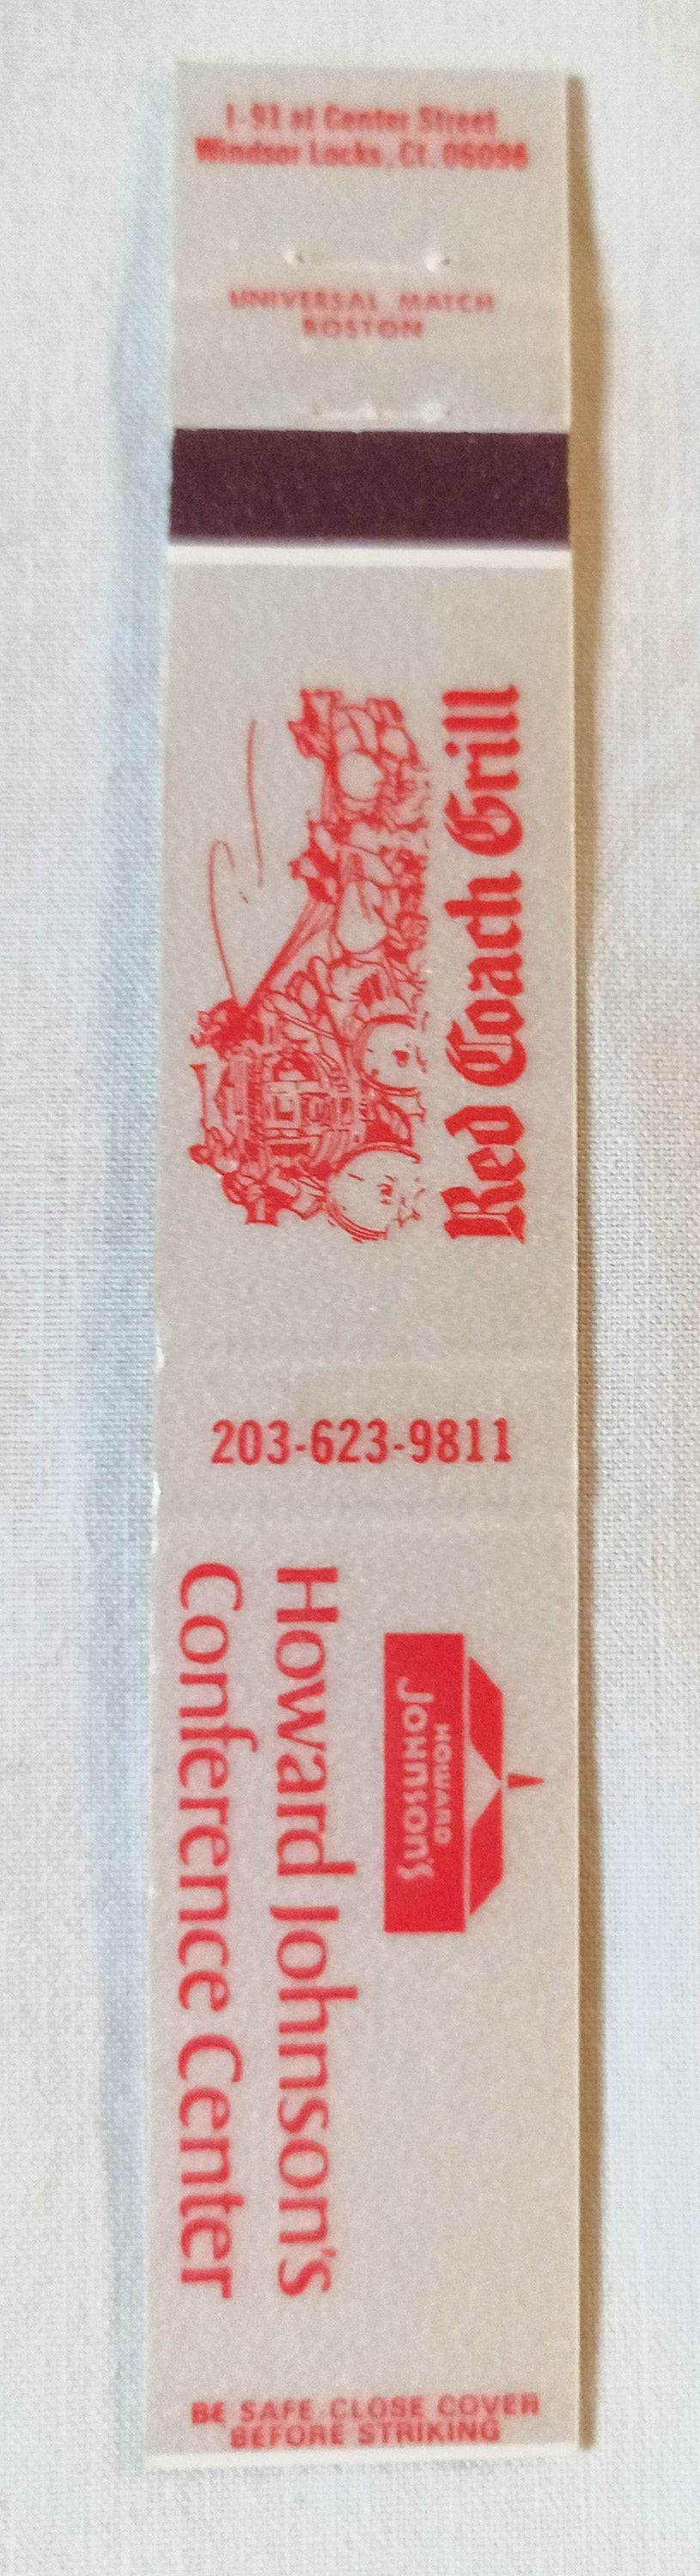 I-91 at Center Street
Windsor Locks, Ct. 06096
UNIVERSAL MATCH
BOSTON
Red Coach Grill
203-623-9811
HOWARD
JOHNSON'S
Howard Johnson's
Conference Center
BE SAFE CLOSE COVER
BEFORE STRIKING